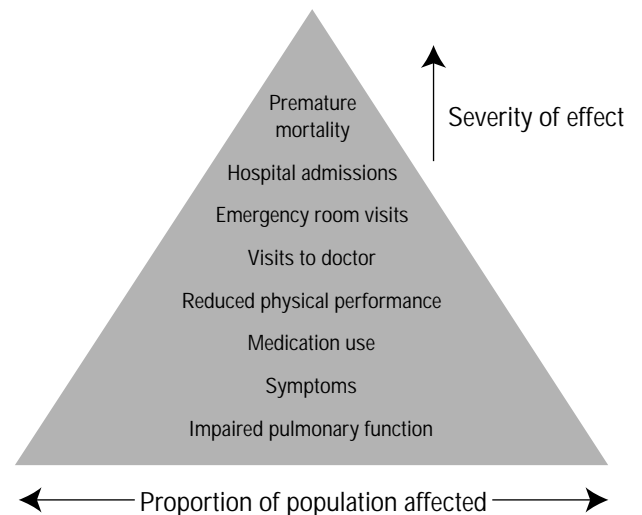 Premature
mortality
Severity of effect
Hospital admissions
Emergency room visits
Visits to doctor
Reduced physical performance
Medication use
Symptoms
Impaired pulmonary function
Proportion of population affected